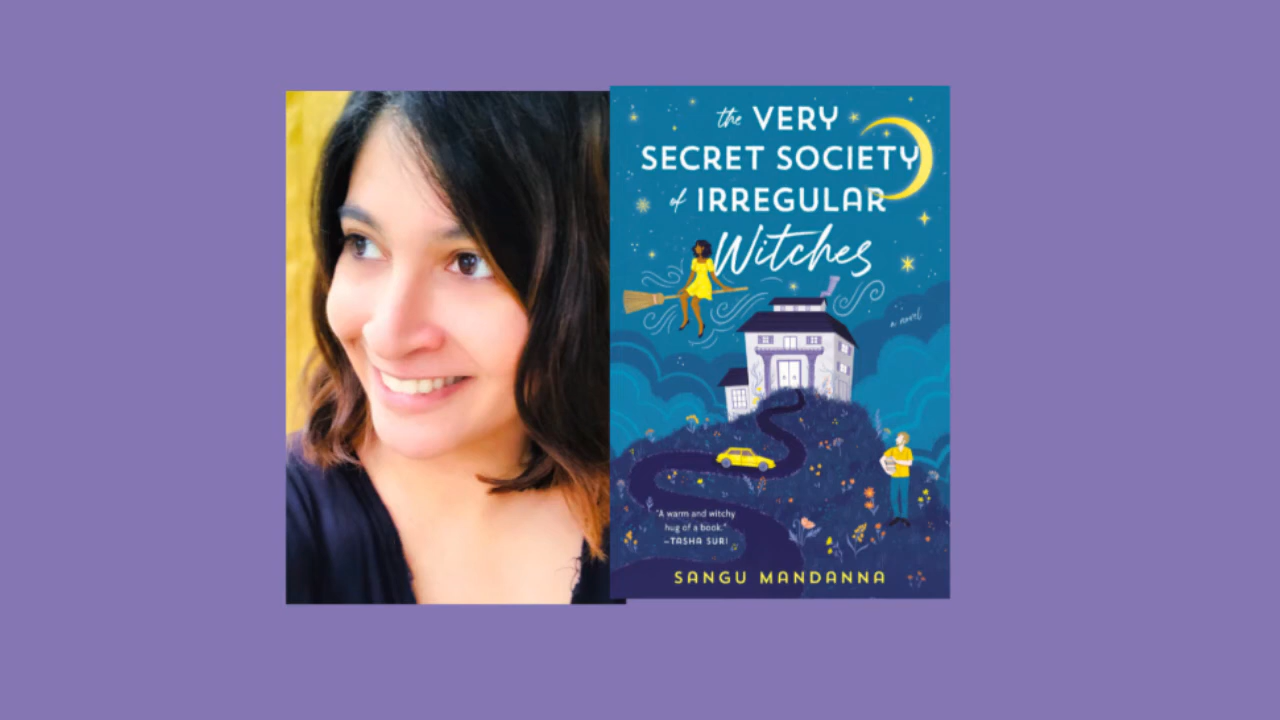 the VERY
SECRET SOCIETY
of IRREGULAR
Witches
a novel
"A warm and witchy
hug of a book."
—TASHA SURI
SANGU MANDANNA